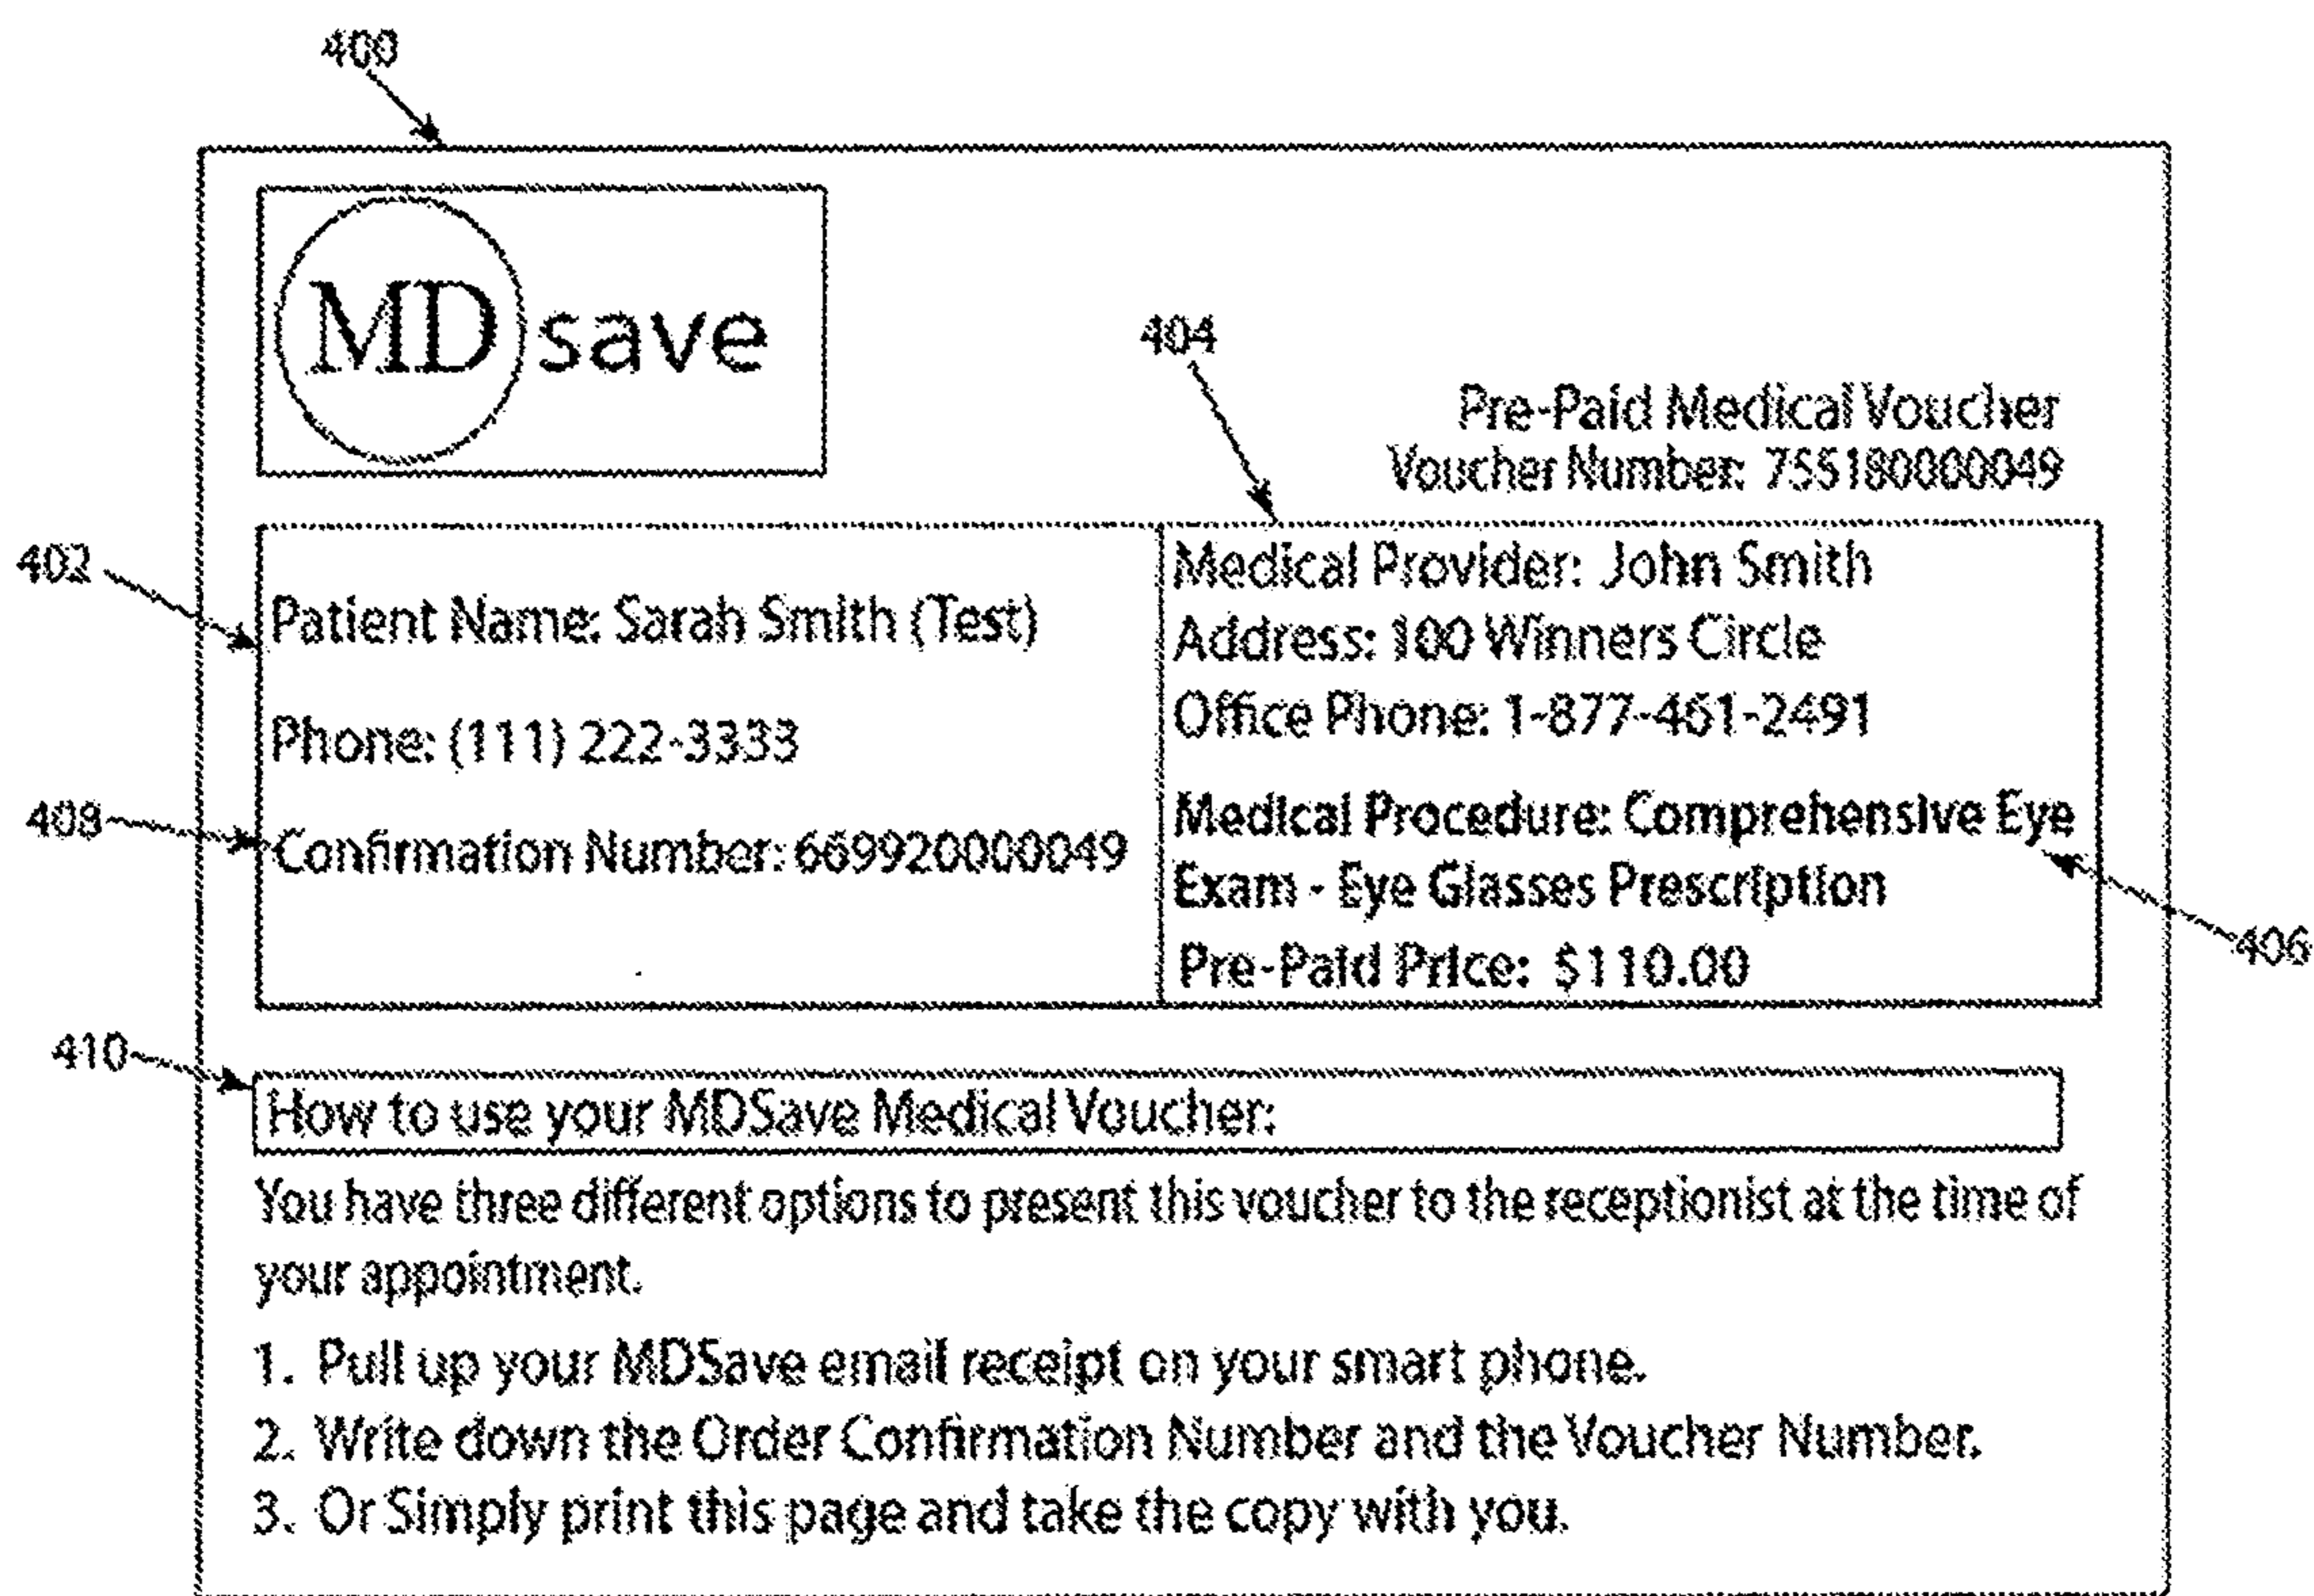 400
MD save
404
Pre-Paid Medical Voucher
Voucher Number: 755180000049
402
Patient Name: Sarah Smith (Test)
Phone: (111) 222-3333
408
Confirmation Number: 669920000049
Medical Provider: John Smith
Address: 100 Winners Circle
Office Phone: 1-877-461-2491
Medical Procedure: Comprehensive Eye
Exam - Eye Glasses Prescription
406
Pre-Paid Price: $110.00
410
How to use your MDSave Medical Voucher:
You have three different options to present this voucher to the receptionist at the time of
your appointment.
1. Pull up your MDSave email receipt on your smart phone.
2. Write down the Order Confirmation Number and the Voucher Number.
3. Or Simply print this page and take the copy with you.